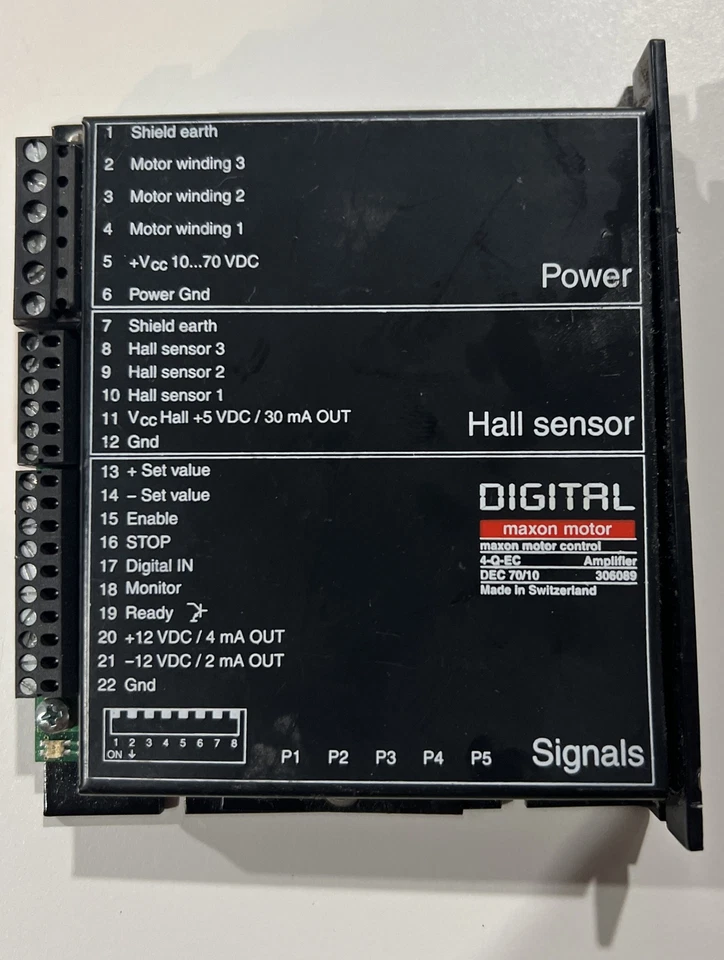 1 Shield earth
2 Motor winding 3
3 Motor winding 2
4 Motor winding 1
5 +Vcc 10...70 VDC
6 Power Gnd
Power
7 Shield earth
8 Hall sensor 3
9 Hall sensor 2
10 Hall sensor 1
11 Vcc Hall +5 VDC / 30 mA OUT
12 Gnd
Hall sensor
13 + Set value
14 – Set value
15 Enable
16 STOP
17 Digital IN
18 Monitor
19 Ready
20 +12 VDC / 4 mA OUT
21 –12 VDC / 2 mA OUT
22 Gnd
DIGITAL
maxon motor
maxon motor control
4-Q-EC Amplifier
DEC 70/10 306089
Made in Switzerland
1 2 3 4 5 6 7 8
ON ↓
P1 P2 P3 P4 P5
Signals